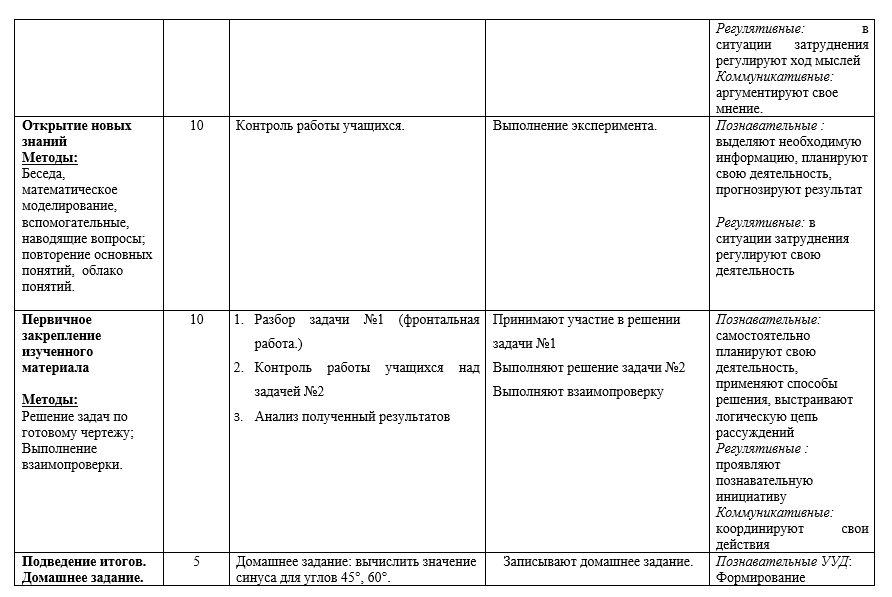 Регулятивные: в
ситуации затруднения
регулируют ход мыслей
Коммуникативные:
аргументируют свое
мнение.
Открытие новых
знаний
Методы:
Беседа,
математическое
моделирование,
вспомогательные,
наводящие вопросы;
повторение основных
понятий, облако
понятий.
10
Контроль работы учащихся.
Выполнение эксперимента.
Познавательные :
выделяют необходимую
информацию, планируют
свою деятельность,
прогнозируют результат
Регулятивные: в
ситуации затруднения
регулируют свою
деятельность
Первичное
закрепление
изученного
материала
Методы:
Решение задач по
готовому чертежу;
Выполнение
взаимопроверки.
10
1. Разбор задачи №1 (фронтальная
работа.)
2. Контроль работы учащихся над
задачей №2
3. Анализ полученный результатов
Принимают участие в решении
задачи №1
Выполняют решение задачи №2
Выполняют взаимопроверку
Познавательные:
самостоятельно
планируют свою
деятельность,
применяют способы
решения, выстраивают
логическую цепь
рассуждений
Регулятивные :
проявляют
познавательную
инициативу
Коммуникативные:
координируют свои
действия
Подведение итогов.
Домашнее задание.
5
Домашнее задание: вычислить значение
синуса для углов 45°, 60°.
Записывают домашнее задание.
Познавательные УУД:
Формирование